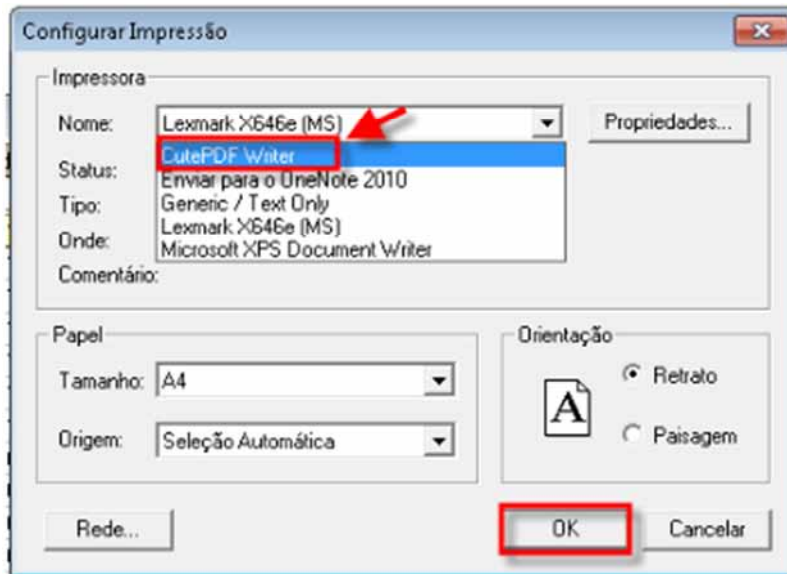 Configurar Impressão
Impressora
Nome: Lexmark X646e (MS) Propriedades...
CutePDF Writer
Status: Enviar para o OneNote 2010
Tipo: Generic / Text Only
Lexmark X646e (MS)
Onde: Microsoft XPS Document Writer
Comentário:
Papel
Tamanho: A4
Origem: Seleção Automática
Orientação
A
Retrato
Paisagem
Rede... OK Cancelar